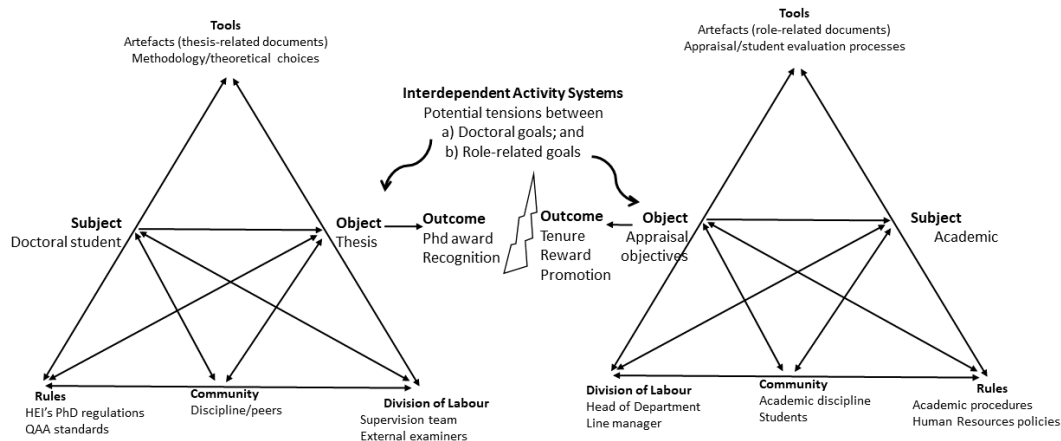 Tools
Artefacts (thesis-related documents)
Methodology/theoretical choices
Tools
Artefacts (role-related documents)
Appraisal/student evaluation processes
Interdependent Activity Systems
Potential tensions between
a) Doctoral goals; and
b) Role-related goals
Subject
Doctoral student
Object
Thesis
Outcome
Phd award
Recognition
Outcome
Tenure
Reward
Promotion
Object
Appraisal
objectives
Subject
Academic
Rules
HEI's PhD regulations
QAA standards
Community
Discipline/peers
Division of Labour
Supervision team
External examiners
Division of Labour
Head of Department
Line manager
Community
Academic discipline
Students
Rules
Academic procedures
Human Resources policies